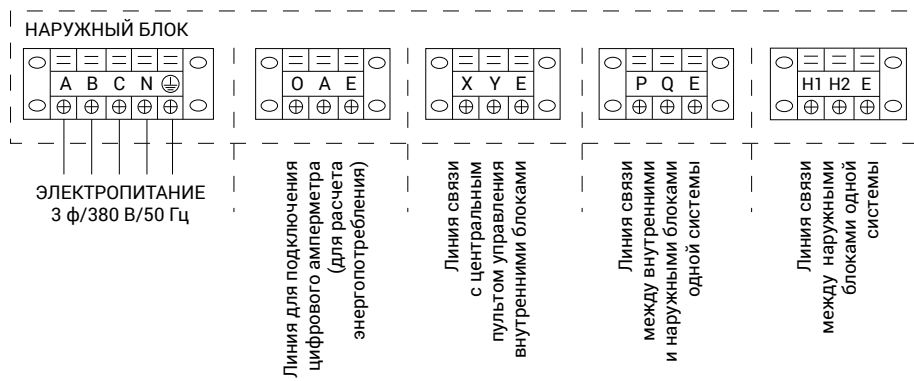 НАРУЖНЫЙ БЛОК
A B C N
O A E
X Y E
P Q E
H1 H2 E
ЭЛЕКТРОПИТАНИЕ
3 ф/380 В/50 Гц
Линия для подключения
цифрового амперметра
(для расчета
энергопотребления)
Линия связи
с центральным
пультом управления
внутренними блоками
Линия связи
между внутренними
и наружными блоками
одной системы
Линия связи
между наружными
блоками одной
системы